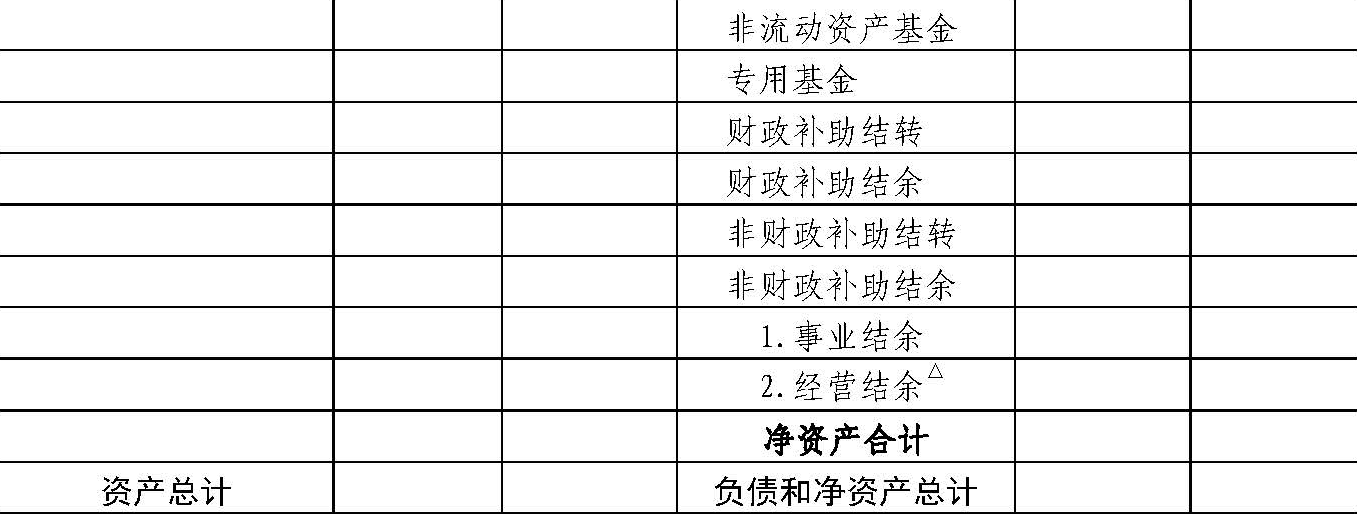 非流动资产基金
专用基金
财政补助结转
财政补助结余
非财政补助结转
非财政补助结余
1.事业结余
2.经营结余△
净资产合计
资产总计 负债和净资产总计